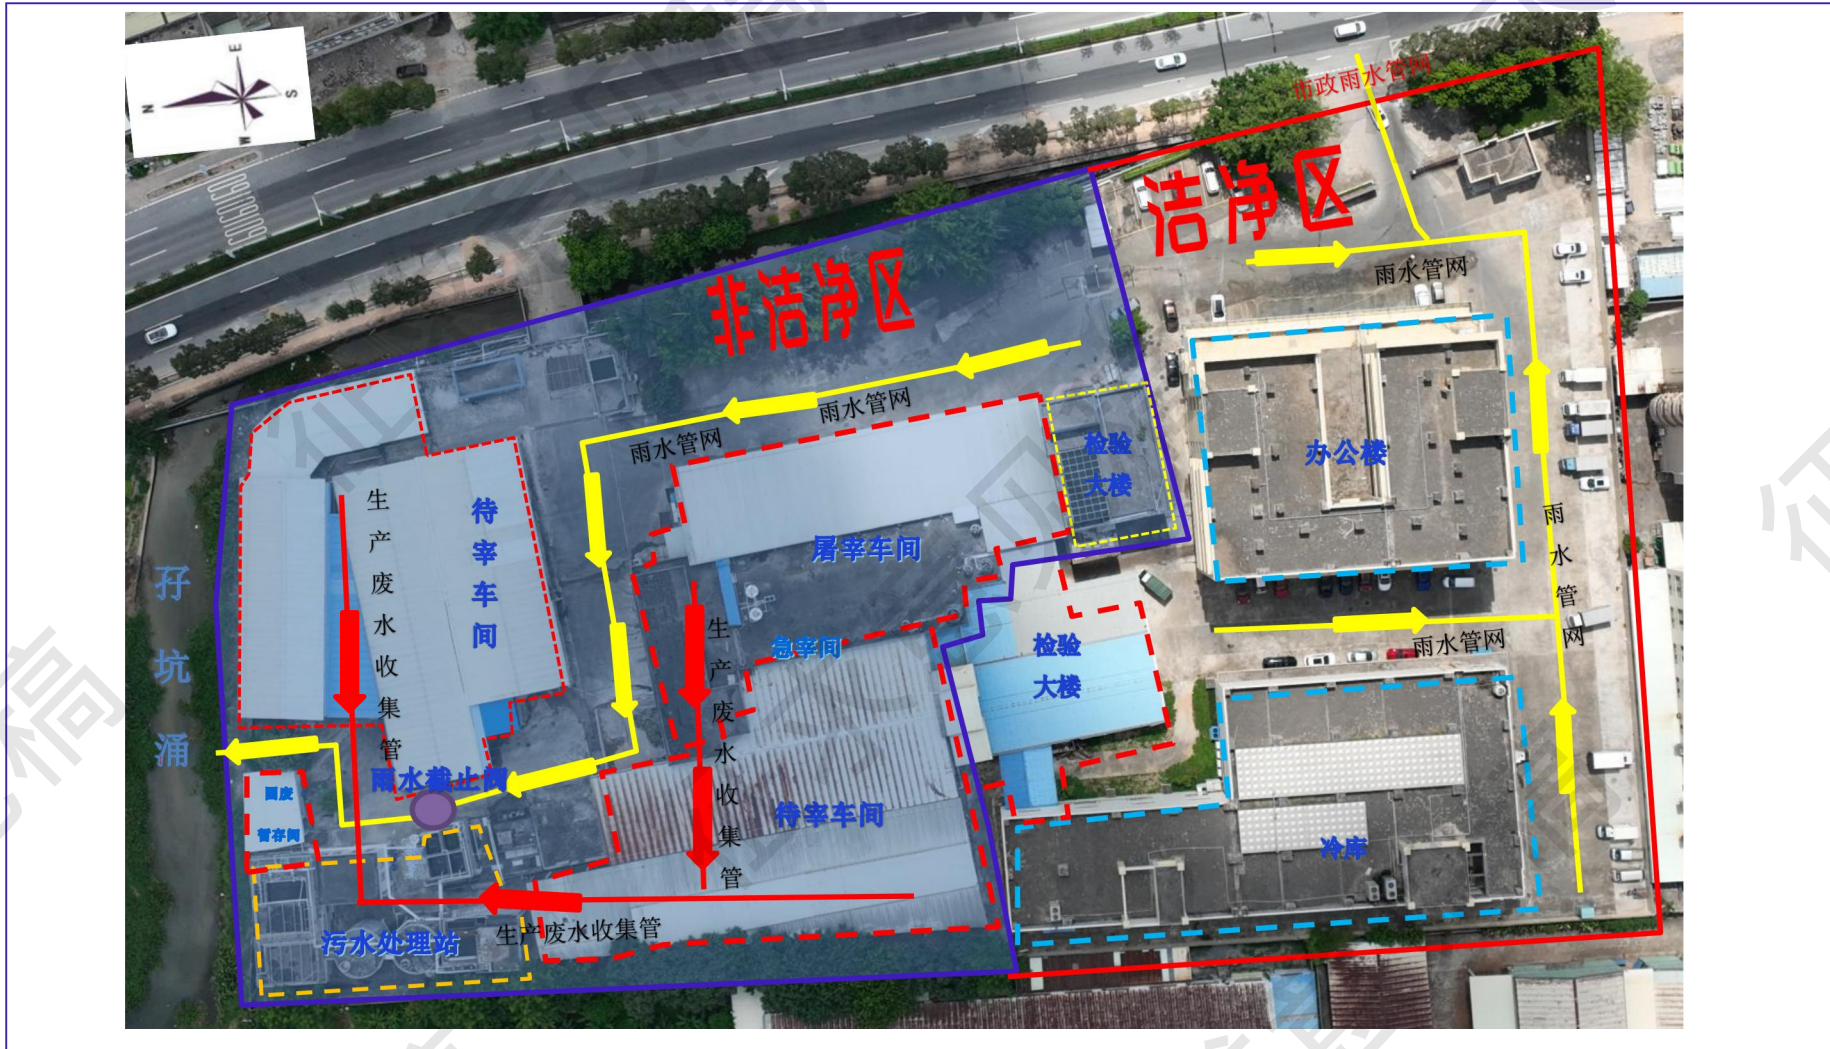 N
E
S
W
市政雨水管网
洁净区
非洁净区
雨水管网
雨水管网
雨水管网
检验
大楼
办公楼
生产废水收集管
待宰车间
屠宰车间
雨水管网
孑坑涌
生产废水收集管
急宰间
检验
大楼
雨水管网
雨水截止阀
固废
暂存间
待宰车间
冷库
污水处理站
生产废水收集管
征
见
稿
征